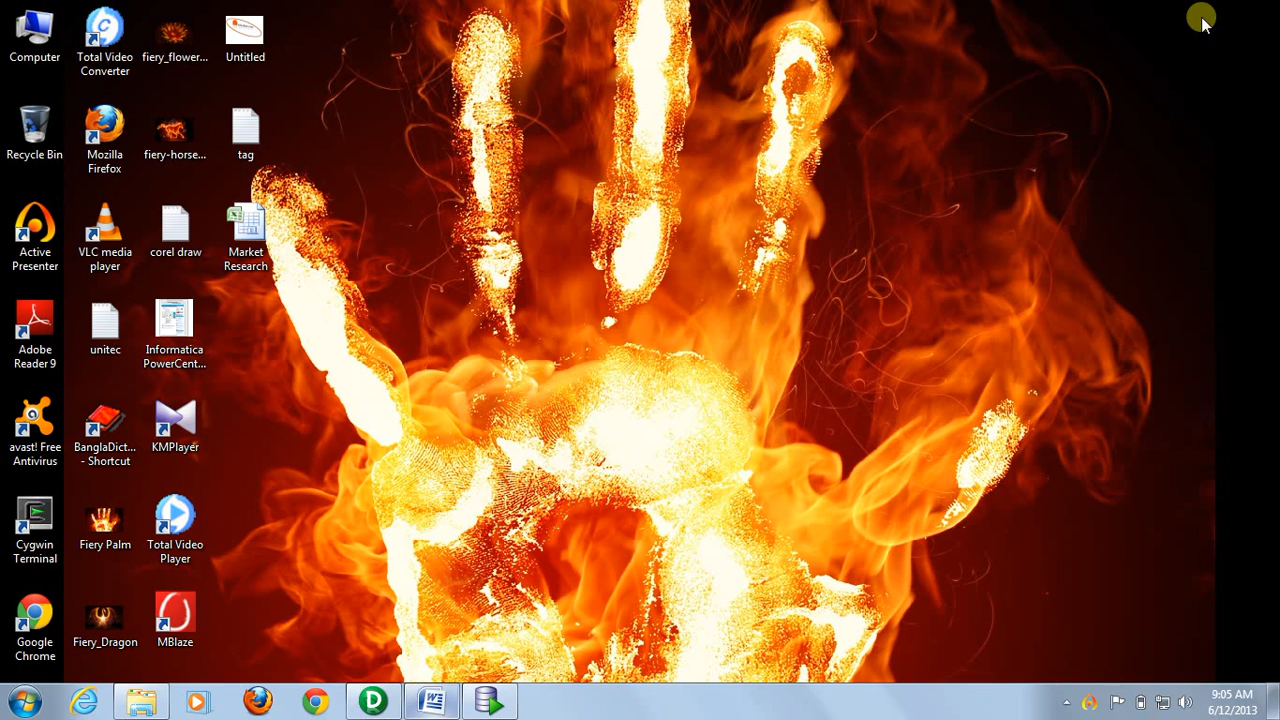 Computer
Total Video
Converter
fiery_flower...
Untitled
Recycle Bin
Mozilla
Firefox
fiery-horse...
tag
Active
Presenter
VLC media
player
corel draw
Market
Research
Adobe
Reader 9
unitec
Informatica
PowerCent...
avast! Free
Antivirus
BanglaDict...
- Shortcut
KMPlayer
Cygwin
Terminal
Fiery Palm
Total Video
Player
Google
Chrome
Fiery_Dragon
MBlaze
9:05 AM
6/12/2013